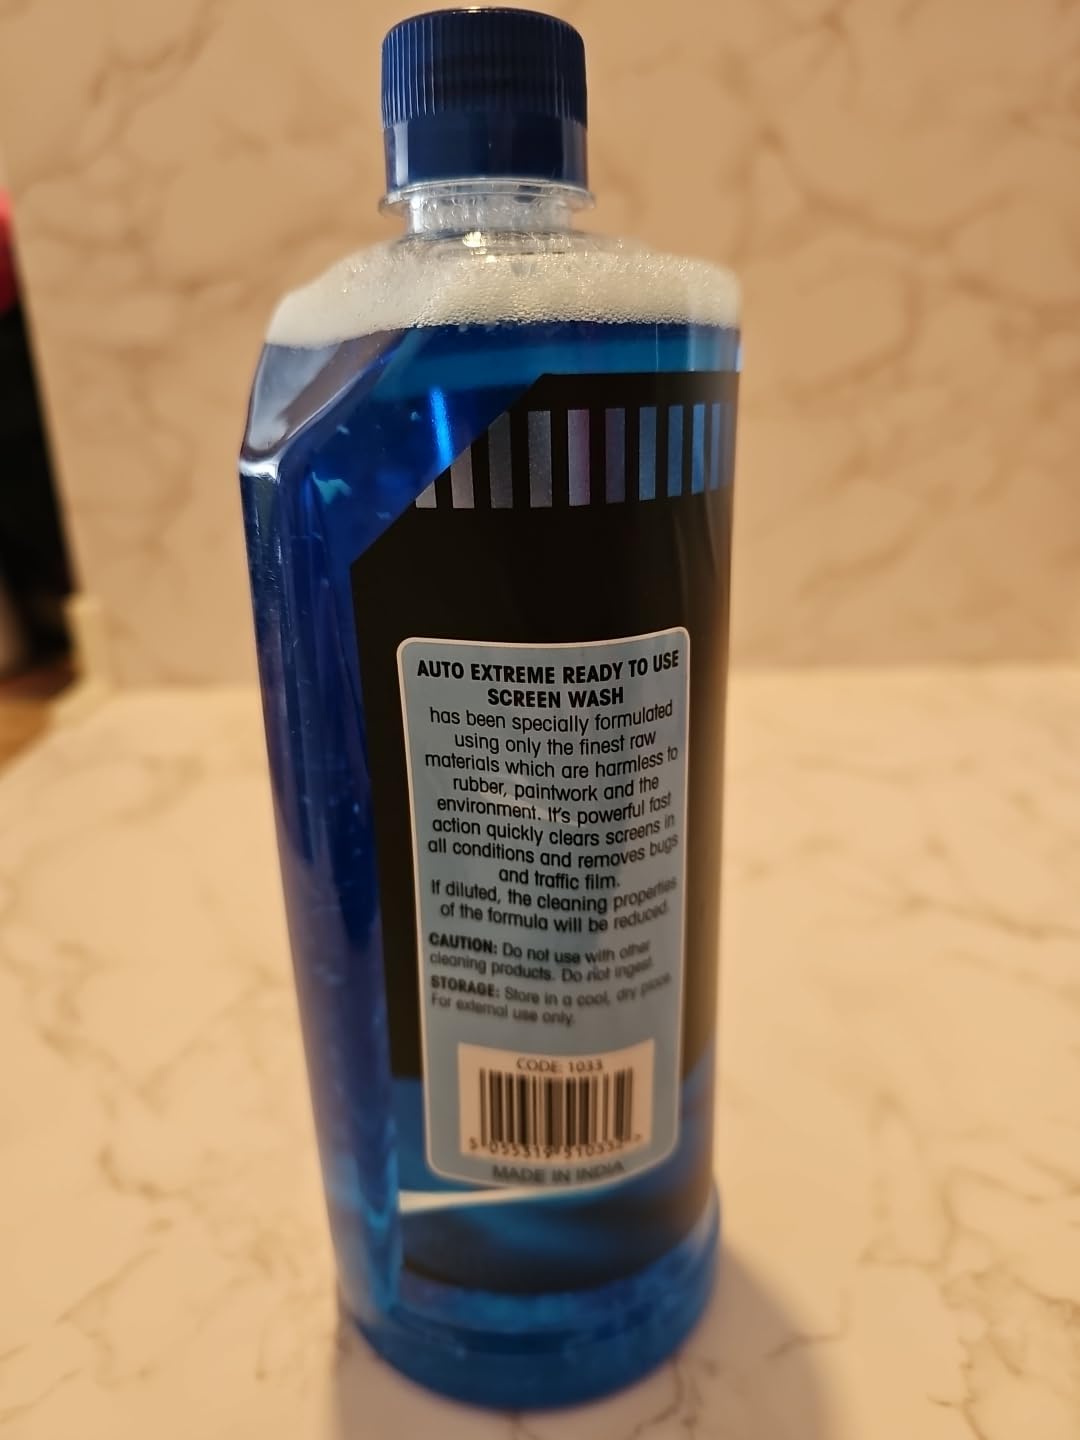 AUTO EXTREME READY TO USE
SCREEN WASH
has been specially formulated
using only the finest raw
materials which are harmless to
rubber, paintwork and the
environment. It's powerful fast
action quickly clears screens in
all conditions and removes bugs
and traffic film.
If diluted, the cleaning properties
of the formula will be reduced.
CAUTION: Do not use with other
cleaning products. Do not ingest.
STORAGE: Store in a cool, dry place.
For external use only.
CODE: 1033
MADE IN INDIA